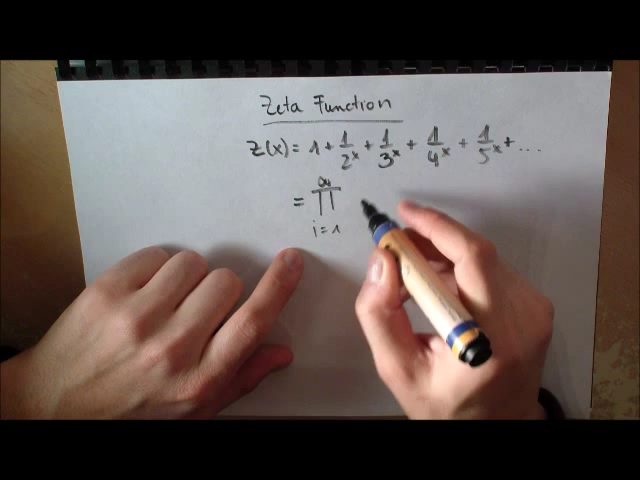 Zeta Function
Z(x) = 1 + 1/2^x + 1/3^x + 1/4^x + 1/5^x + ...
= ∏_{i=1}^{∞}